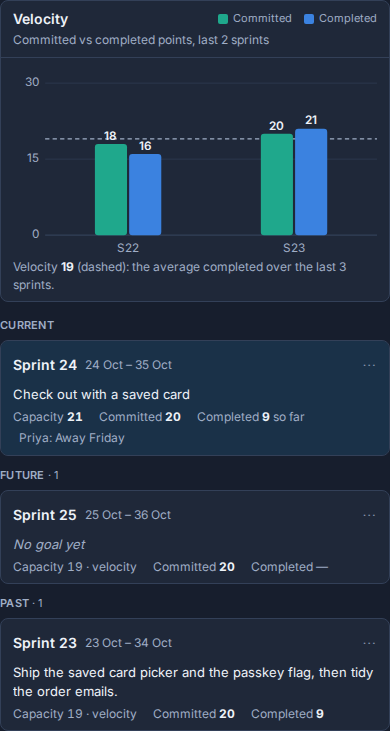 Velocity
Committed
Completed
Committed vs completed points, last 2 sprints
30
15
0
18
16
20
21
S22
S23
Velocity 19 (dashed): the average completed over the last 3
sprints.
CURRENT
Sprint 24 24 Oct – 35 Oct ...
Check out with a saved card
Capacity 21 Committed 20 Completed 9 so far
Priya: Away Friday
FUTURE · 1
Sprint 25 25 Oct – 36 Oct ...
No goal yet
Capacity 19 · velocity Committed 20 Completed —
PAST · 1
Sprint 23 23 Oct – 34 Oct ...
Ship the saved card picker and the passkey flag, then tidy
the order emails.
Capacity 19 · velocity Committed 20 Completed 9